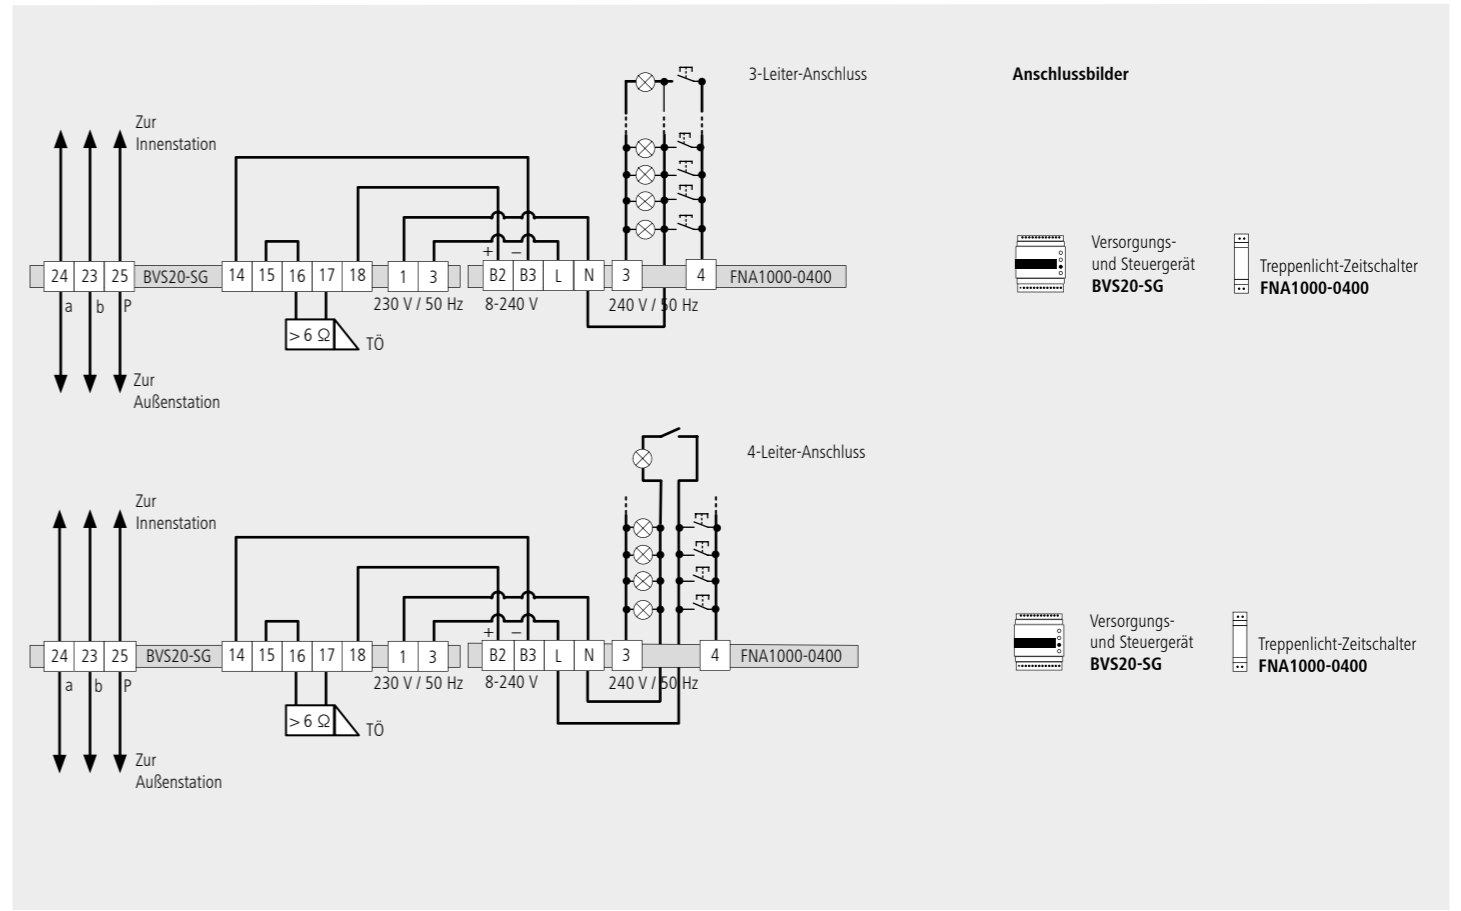 3-Leiter-Anschluss
Anschlussbilder
Zur
Innenstation
+ –
24 23 25 BVS20-SG 14 15 16 17 18 1 3 B2 B3 L N 3 4 FNA1000-0400
a b P
230 V / 50 Hz 8-240 V 240 V / 50 Hz
> 6 Ω TÖ
Zur
Außenstation
Versorgungs-
und Steuergerät
BVS20-SG
Treppenlicht-Zeitschalter
FNA1000-0400
4-Leiter-Anschluss
Zur
Innenstation
+ –
24 23 25 BVS20-SG 14 15 16 17 18 1 3 B2 B3 L N 3 4 FNA1000-0400
a b P
230 V / 50 Hz 8-240 V 240 V / 50 Hz
> 6 Ω TÖ
Zur
Außenstation
Versorgungs-
und Steuergerät
BVS20-SG
Treppenlicht-Zeitschalter
FNA1000-0400